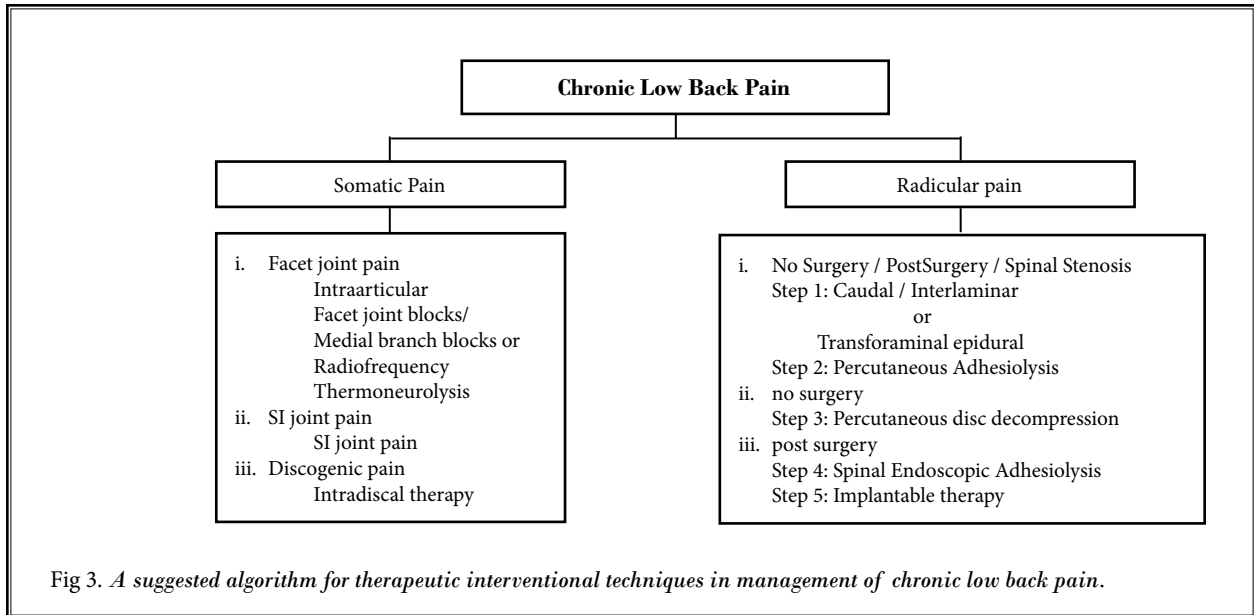 Chronic Low Back Pain
Somatic Pain
i. Facet joint pain
Intraarticular
Facet joint blocks/
Medial branch blocks or
Radiofrequency
Thermoneurolysis
ii. SI joint pain
SI joint pain
iii. Discogenic pain
Intradiscal therapy
Radicular pain
i. No Surgery / PostSurgery / Spinal Stenosis
Step 1: Caudal / Interlaminar
or
Transforaminal epidural
Step 2: Percutaneous Adhesiolysis
ii. no surgery
Step 3: Percutaneous disc decompression
iii. post surgery
Step 4: Spinal Endoscopic Adhesiolysis
Step 5: Implantable therapy
Fig 3. A suggested algorithm for therapeutic interventional techniques in management of chronic low back pain.